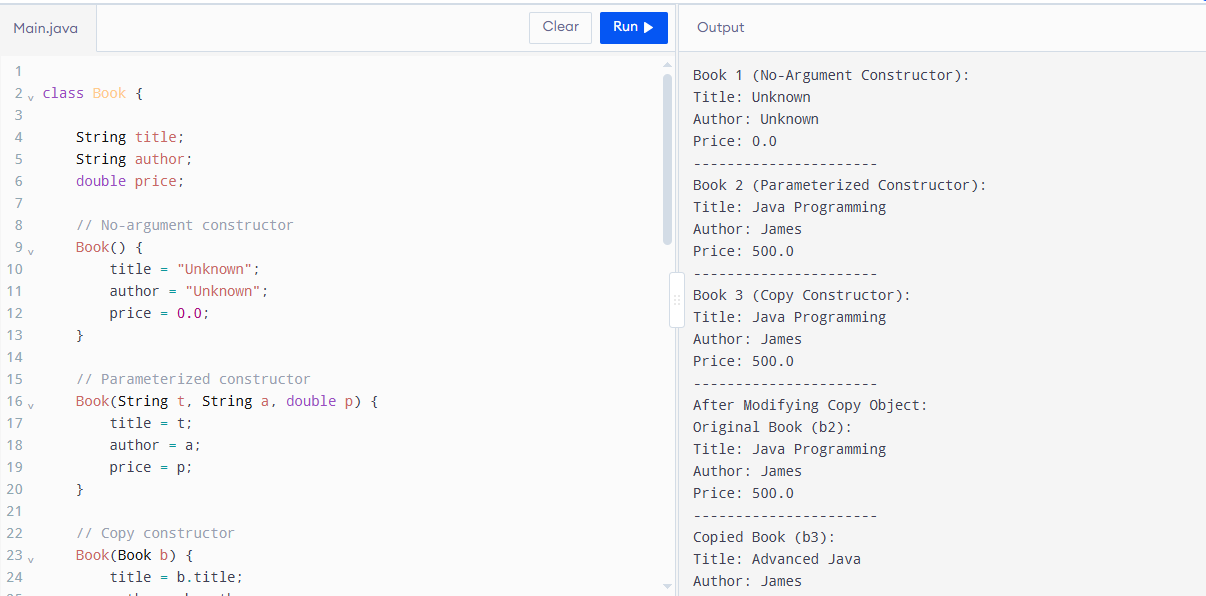 Main.java
Clear
Run
Output
1
2 class Book {
3
4     String title;
5     String author;
6     double price;
7
8     // No-argument constructor
9     Book() {
10         title = "Unknown";
11         author = "Unknown";
12         price = 0.0;
13     }
14
15     // Parameterized constructor
16     Book(String t, String a, double p) {
17         title = t;
18         author = a;
19         price = p;
20     }
21
22     // Copy constructor
23     Book(Book b) {
24         title = b.title;
Book 1 (No-Argument Constructor):
Title: Unknown
Author: Unknown
Price: 0.0
----------------------
Book 2 (Parameterized Constructor):
Title: Java Programming
Author: James
Price: 500.0
----------------------
Book 3 (Copy Constructor):
Title: Java Programming
Author: James
Price: 500.0
----------------------
After Modifying Copy Object:
Original Book (b2):
Title: Java Programming
Author: James
Price: 500.0
----------------------
Copied Book (b3):
Title: Advanced Java
Author: James